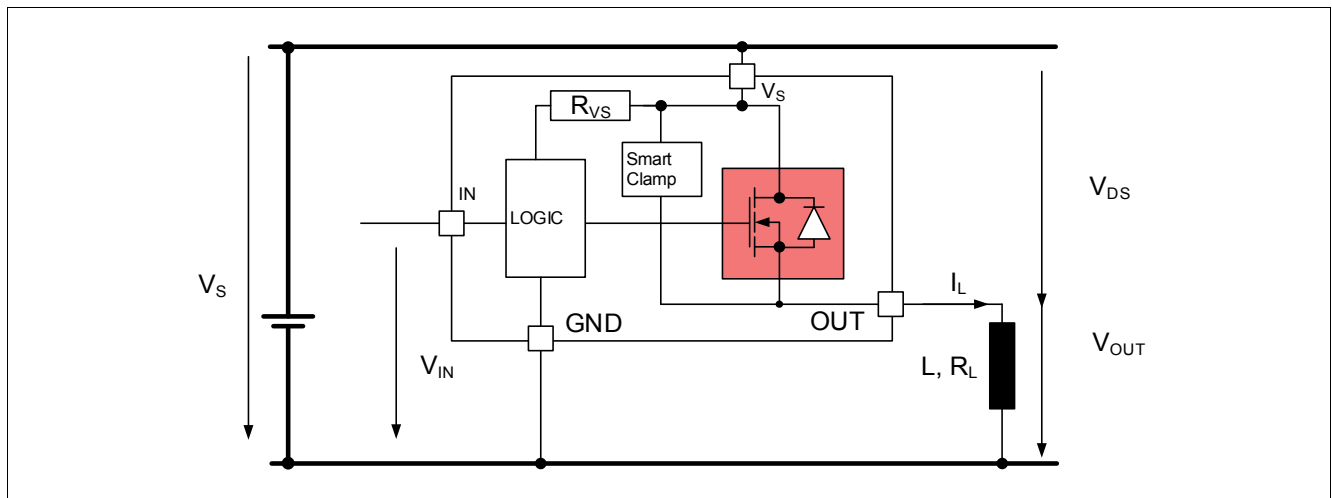 V_S
R_VS
Smart
Clamp
V_DS
IN
LOGIC
V_S
I_L
GND
OUT
V_OUT
V_IN
L, R_L